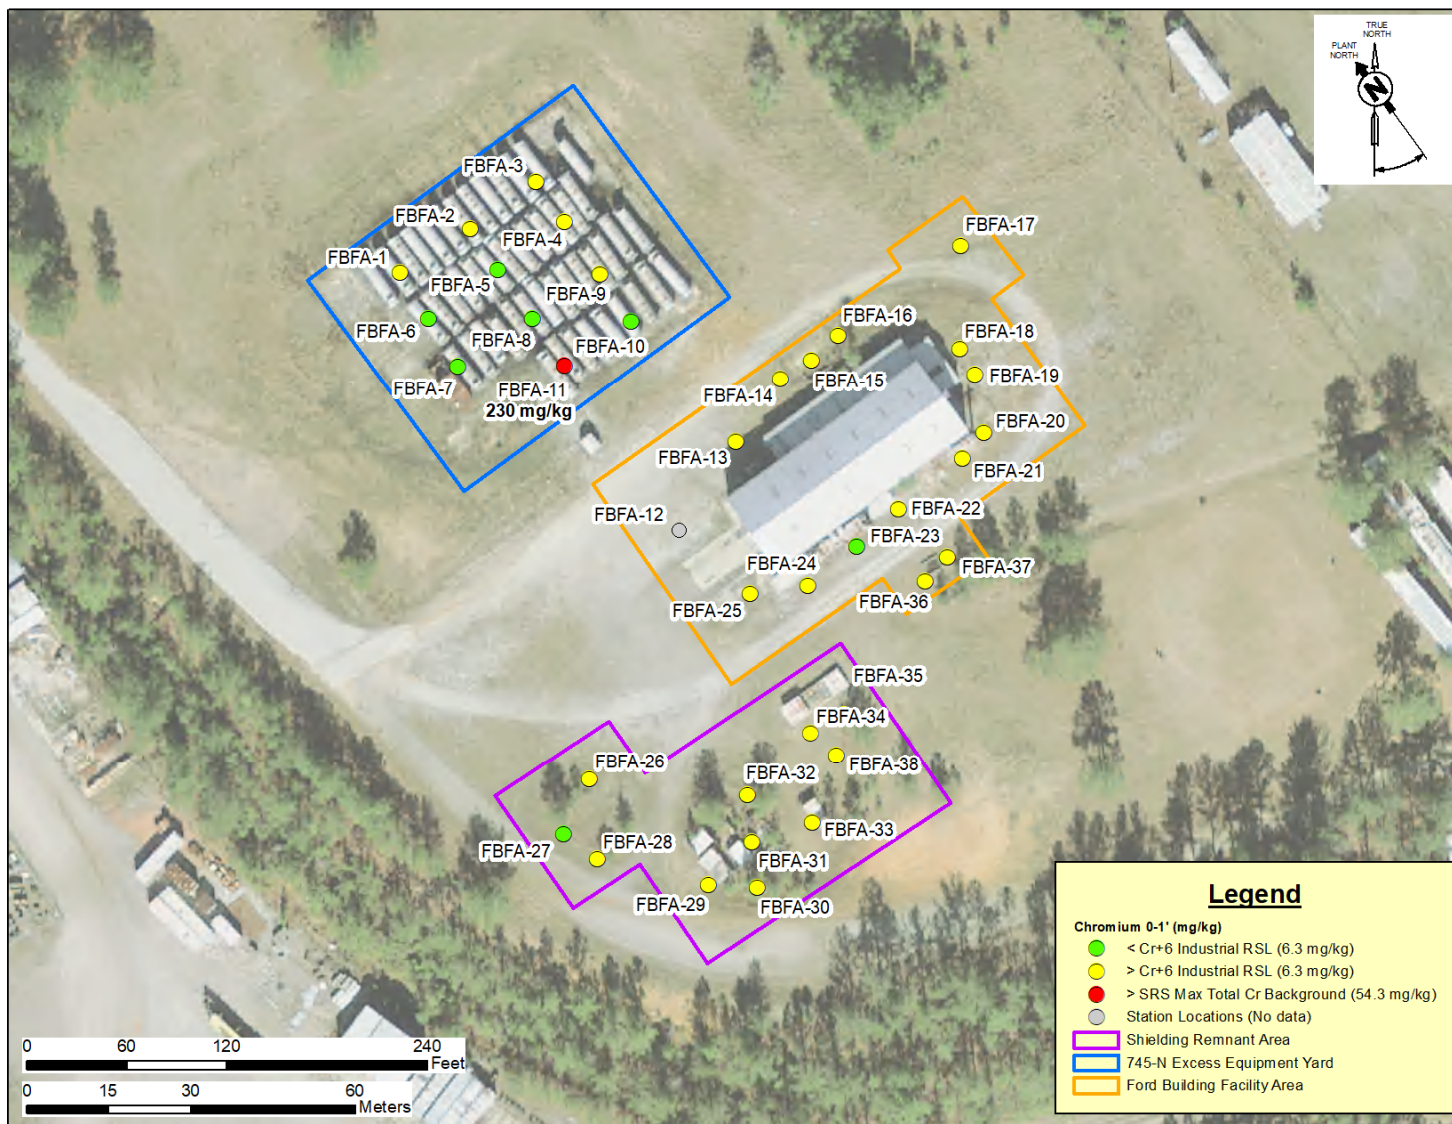 TRUE
NORTH
PLANT
NORTH
N
FBFA-3
FBFA-2
FBFA-4
FBFA-1
FBFA-5
FBFA-9
FBFA-6
FBFA-8
FBFA-10
FBFA-7
FBFA-11
230 mg/kg
FBFA-17
FBFA-16
FBFA-18
FBFA-15
FBFA-19
FBFA-14
FBFA-20
FBFA-13
FBFA-21
FBFA-12
FBFA-22
FBFA-23
FBFA-24
FBFA-37
FBFA-25
FBFA-36
FBFA-35
FBFA-34
FBFA-26
FBFA-38
FBFA-32
FBFA-33
FBFA-27
FBFA-28
FBFA-31
FBFA-29
FBFA-30
Legend
Chromium 0-1' (mg/kg)
< Cr+6 Industrial RSL (6.3 mg/kg)
> Cr+6 Industrial RSL (6.3 mg/kg)
> SRS Max Total Cr Background (54.3 mg/kg)
Station Locations (No data)
Shielding Remnant Area
745-N Excess Equipment Yard
Ford Building Facility Area
0 60 120 240
Feet
0 15 30 60
Meters